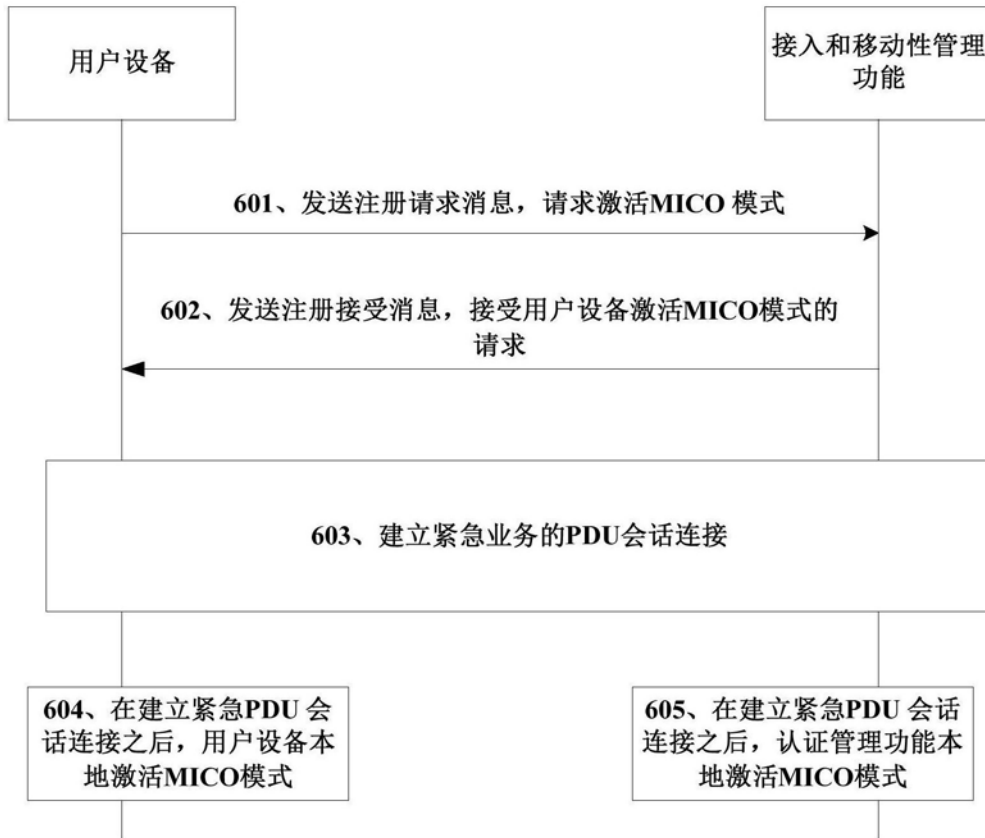 用户设备
接入和移动性管理
功能
601、发送注册请求消息，请求激活MICO 模式
602、发送注册接受消息，接受用户设备激活MICO模式的
请求
603、建立紧急业务的PDU会话连接
604、在建立紧急PDU 会
话连接之后，用户设备本
地激活MICO模式
605、在建立紧急PDU 会话
连接之后，认证管理功能本
地激活MICO模式